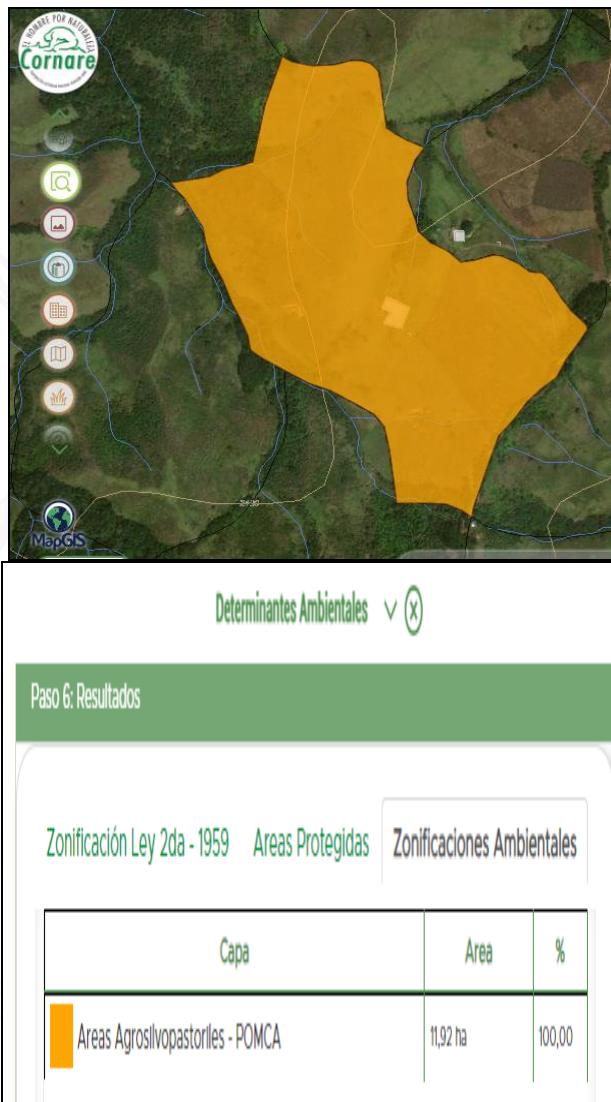 EL HOMBRE POR NATURALEZA
Cornare
MapGIS
Determinantes Ambientales
Paso 6: Resultados
Zonificación Ley 2da - 1959 Areas Protegidas Zonificaciones Ambientales
Capa Area %
Areas Agrosilvopastoriles - POMCA 11,92 ha 100,00